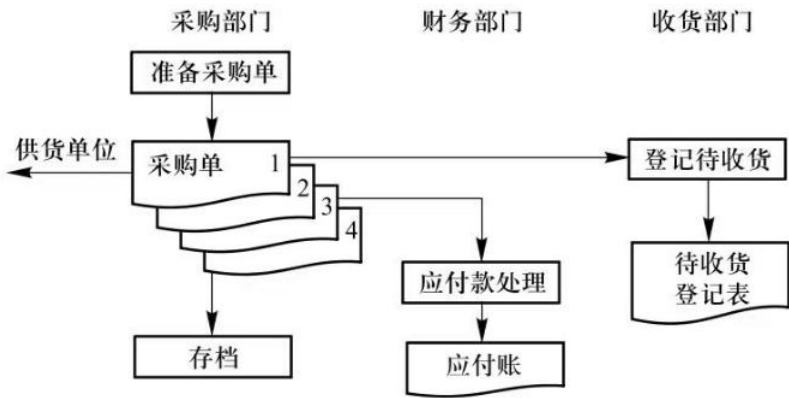 采购部门 财务部门 收货部门
准备采购单
供货单位
采购单 1
登记待收货
2
3
4
待收货
登记表
应付款处理
存档
应付账